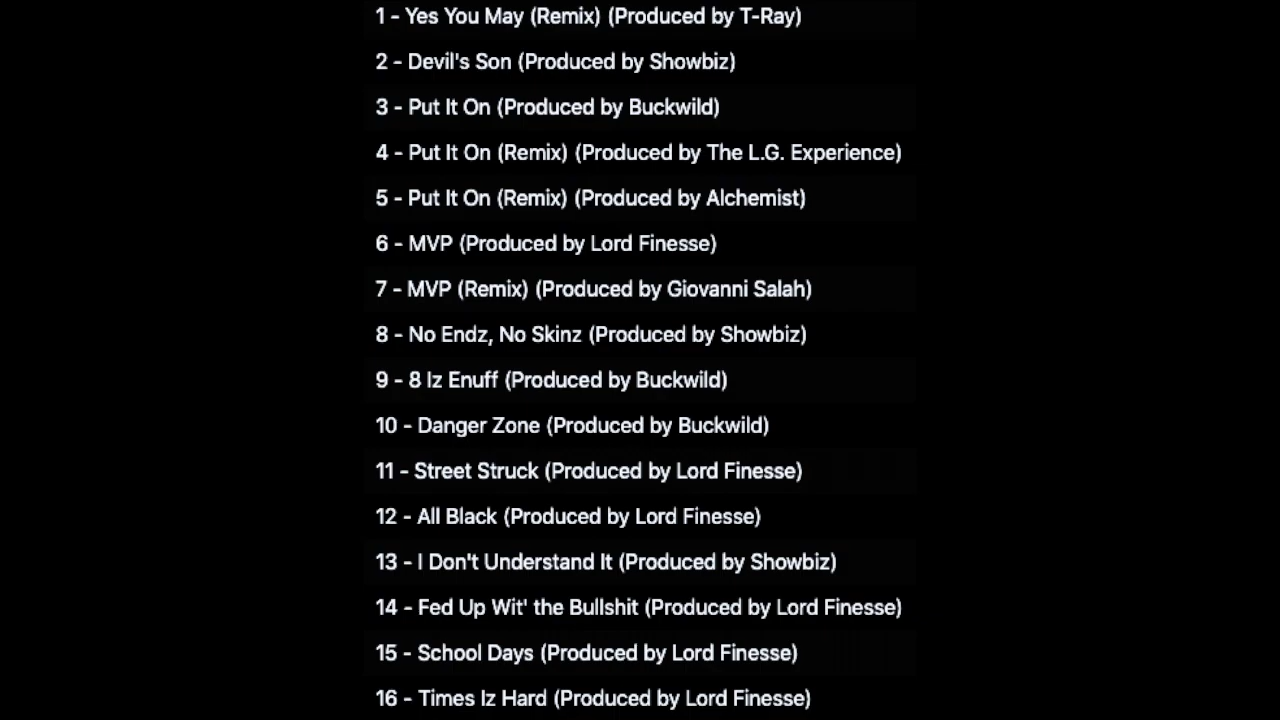 1 - Yes You May (Remix) (Produced by T-Ray)
2 - Devil's Son (Produced by Showbiz)
3 - Put It On (Produced by Buckwild)
4 - Put It On (Remix) (Produced by The L.G. Experience)
5 - Put It On (Remix) (Produced by Alchemist)
6 - MVP (Produced by Lord Finesse)
7 - MVP (Remix) (Produced by Giovanni Salah)
8 - No Endz, No Skinz (Produced by Showbiz)
9 - 8 Iz Enuff (Produced by Buckwild)
10 - Danger Zone (Produced by Buckwild)
11 - Street Struck (Produced by Lord Finesse)
12 - All Black (Produced by Lord Finesse)
13 - I Don't Understand It (Produced by Showbiz)
14 - Fed Up Wit' the Bullshit (Produced by Lord Finesse)
15 - School Days (Produced by Lord Finesse)
16 - Times Iz Hard (Produced by Lord Finesse)